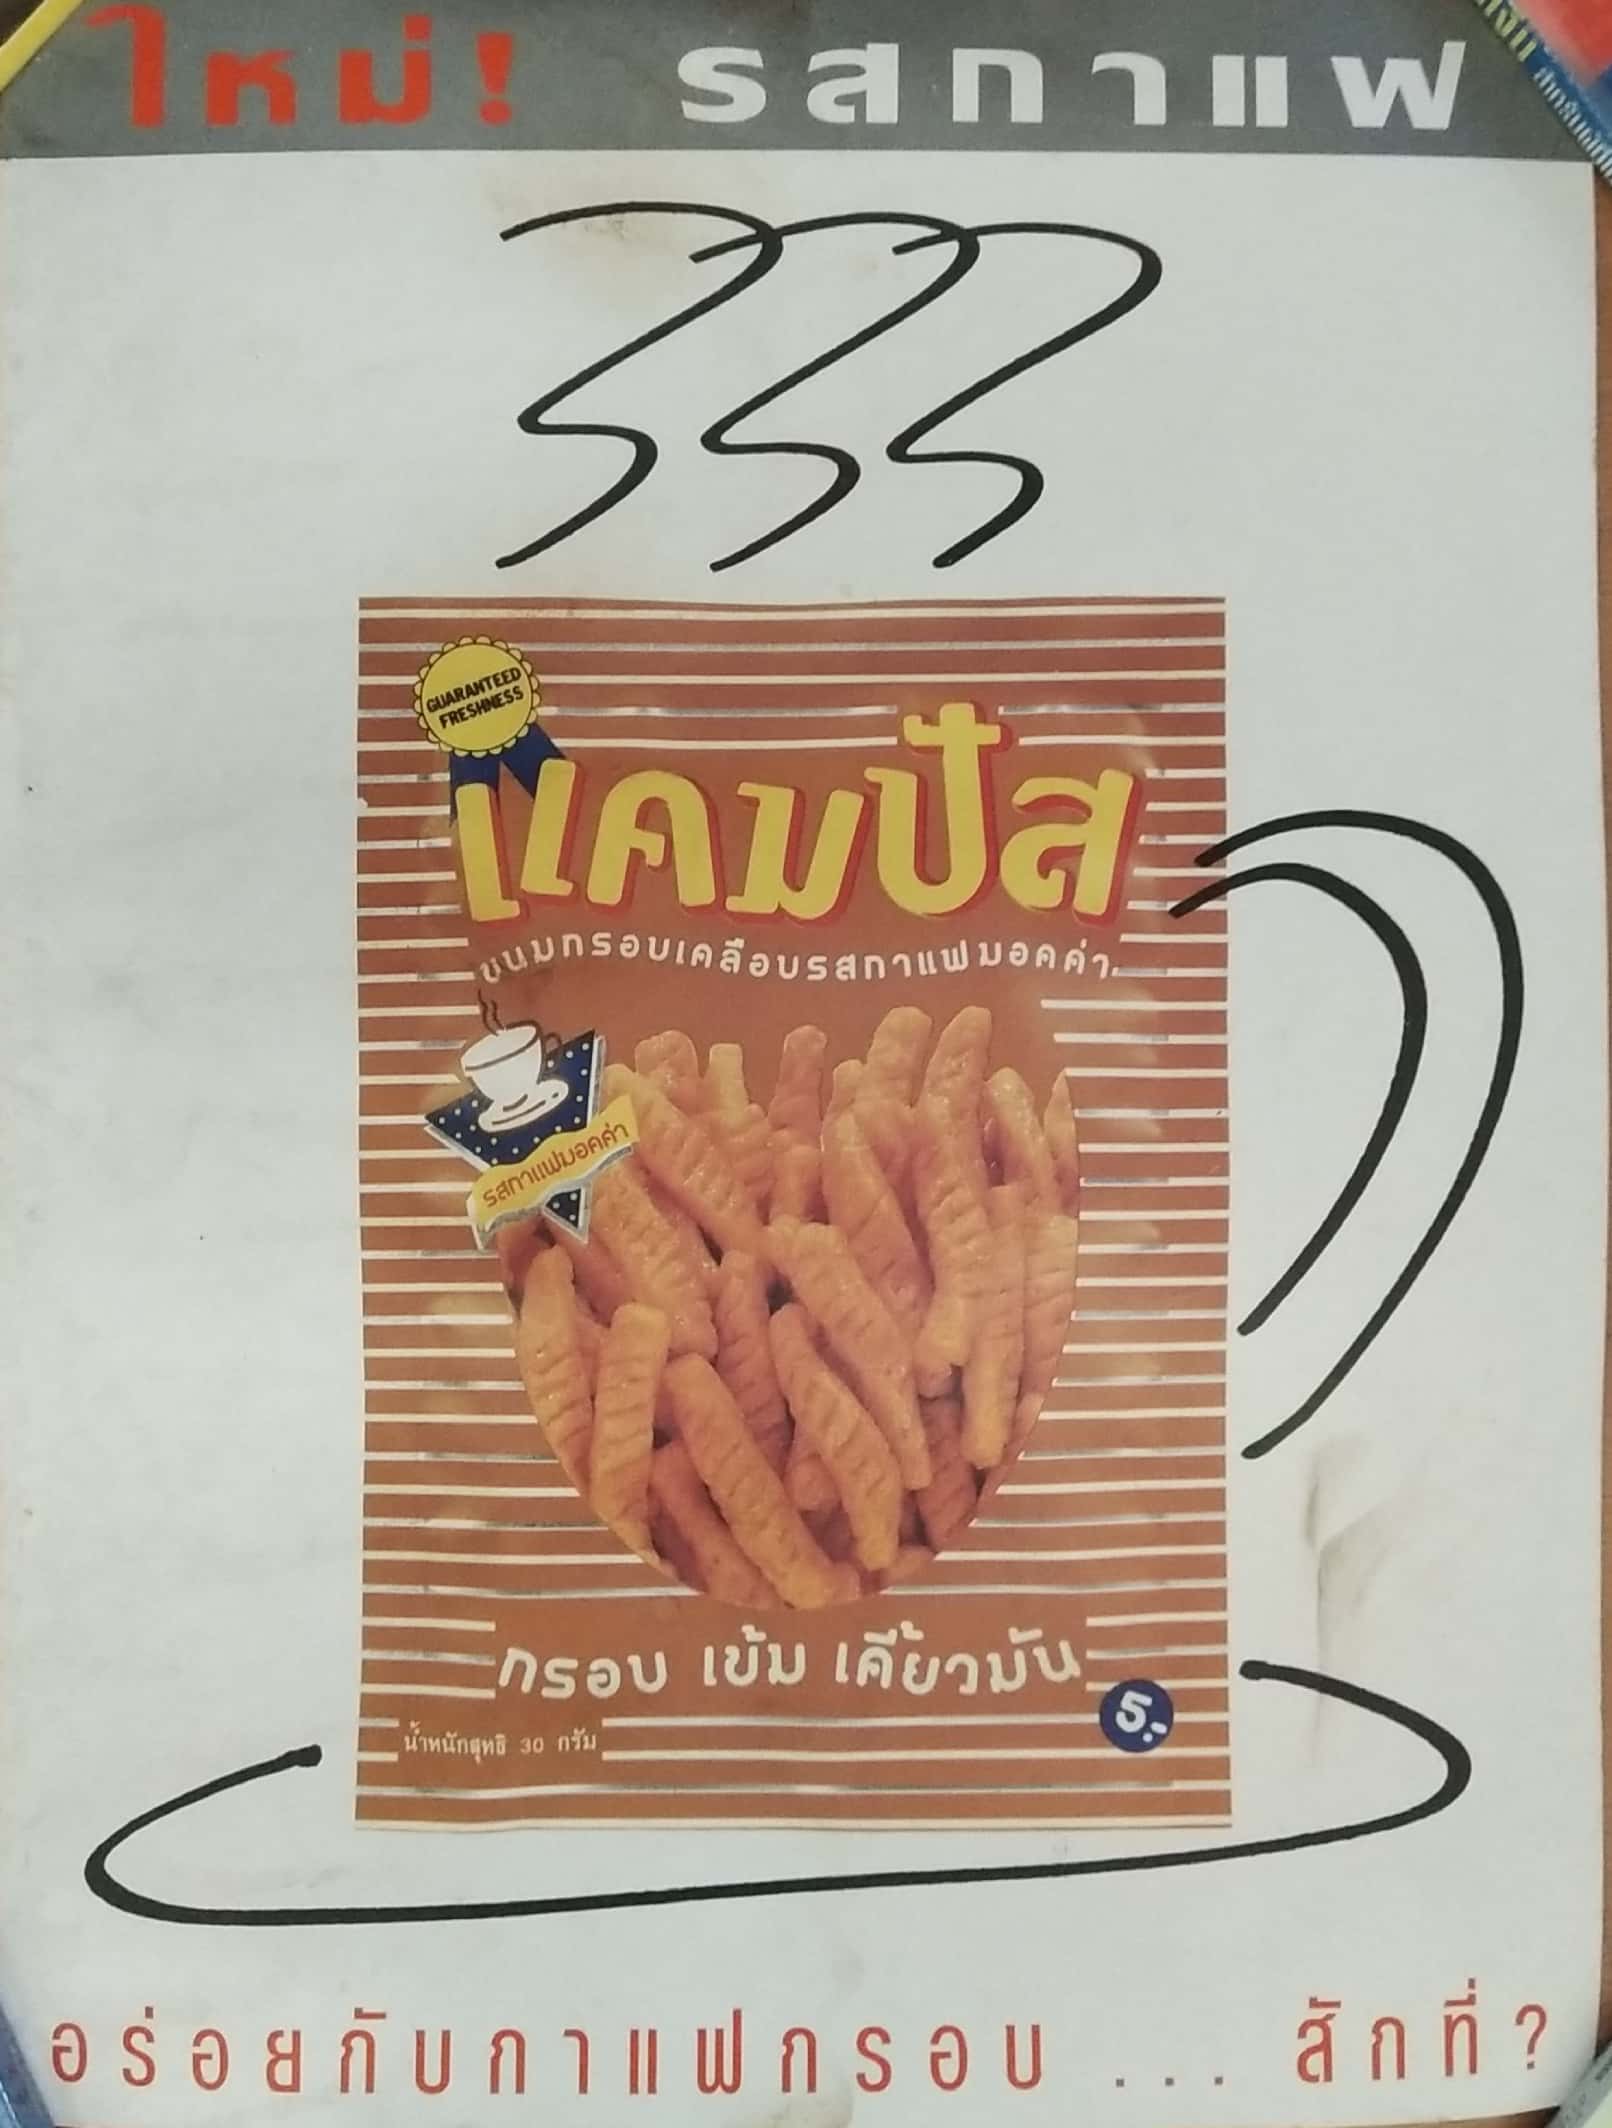 ใหม่! รสกาแฟ
GUARANTEED
FRESHNESS
แคมปัส
ขนมกรอบเคลือบรสกาแฟมอคค่า
รสกาแฟมอคค่า
กรอบ เข้ม เคี้ยวมัน
น้ำหนักสุทธิ 30 กรัม
5.-
อร่อยกับกาแฟกรอบ ... สักที่?